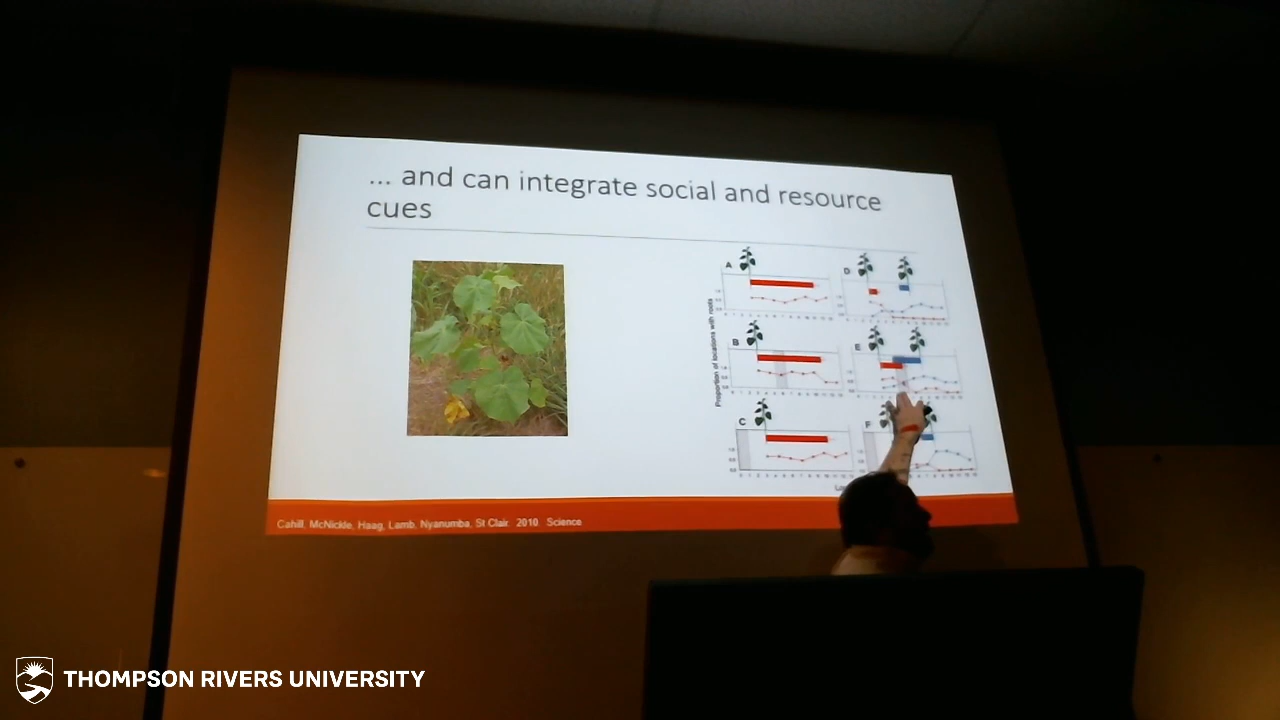 ... and can integrate social and resource
cues
A
D
B
E
C
F
Proportion of locations with roots
Cahill, McNickle, Haag, Lamb, Nyanumba, St Clair. 2010 Science
THOMPSON RIVERS UNIVERSITY